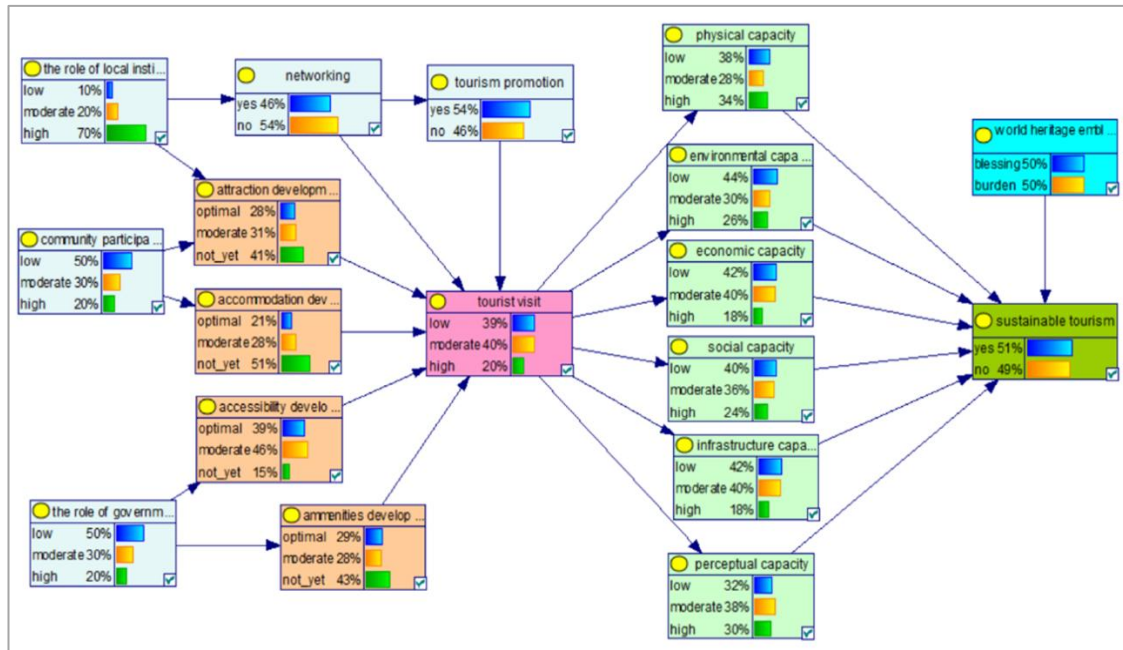 the role of local insti ...
low 10%
moderate 20%
high 70%
networking
yes 46%
no 54%
tourism promotion
yes 54%
no 46%
physical capacity
low 38%
moderate 28%
high 34%
world heritage embl ...
blessing 50%
burden 50%
environmental capa ...
low 44%
moderate 30%
high 26%
attraction developm ...
optimal 28%
moderate 31%
not_yet 41%
community participa ...
low 50%
moderate 30%
high 20%
economic capacity
low 42%
moderate 40%
high 18%
accommodation dev ...
optimal 21%
moderate 28%
not_yet 51%
tourist visit
low 39%
moderate 40%
high 20%
sustainable tourism
yes 51%
no 49%
social capacity
low 40%
moderate 36%
high 24%
accessibility develo ...
optimal 39%
moderate 46%
not_yet 15%
infrastructure capa...
low 42%
moderate 40%
high 18%
the role of governm...
low 50%
moderate 30%
high 20%
ammenities develop ...
optimal 29%
moderate 28%
not_yet 43%
perceptual capacity
low 32%
moderate 38%
high 30%